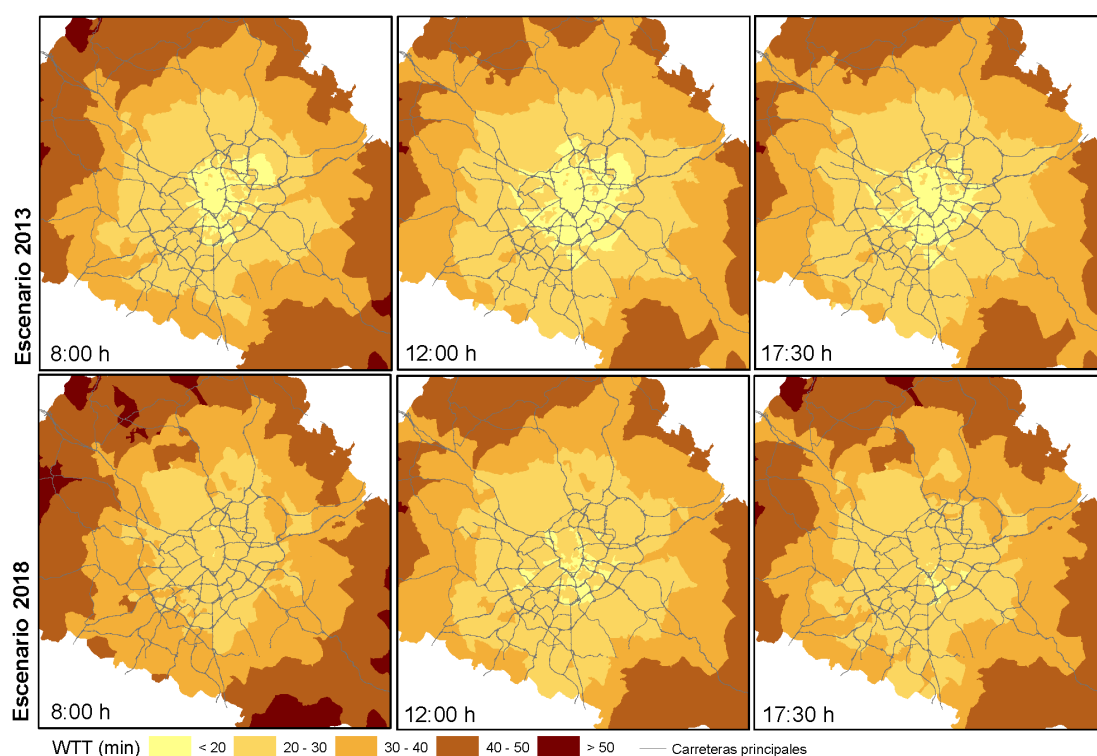 Escenario 2013
8:00 h
12:00 h
17:30 h
Escenario 2018
8:00 h
12:00 h
17:30 h
WTT (min) < 20 20 - 30 30 - 40 40 - 50 > 50 Carreteras principales